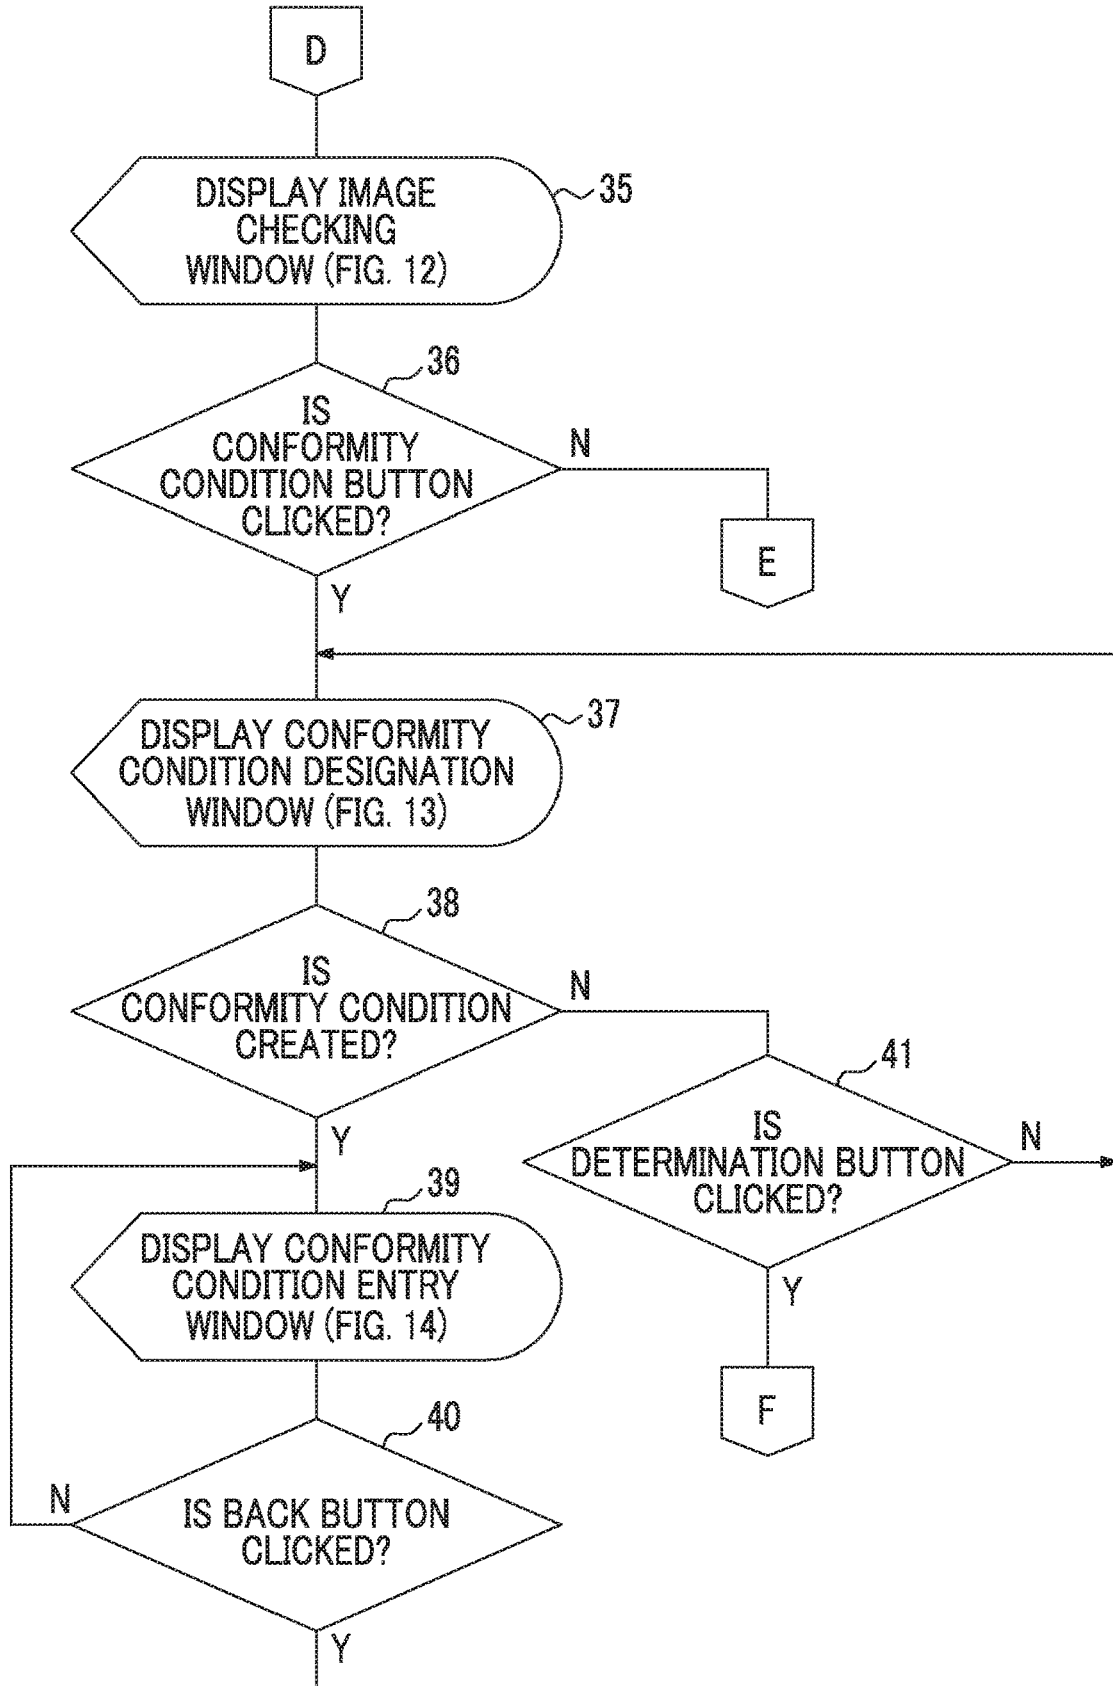 D
DISPLAY IMAGE
CHECKING
WINDOW (FIG. 12)
35
36
IS
CONFORMITY
CONDITION BUTTON
CLICKED?
N
E
Y
DISPLAY CONFORMITY
CONDITION DESIGNATION
WINDOW (FIG. 13)
37
38
IS
CONFORMITY CONDITION
CREATED?
N
Y
41
IS
DETERMINATION BUTTON
CLICKED?
N
Y
F
39
DISPLAY CONFORMITY
CONDITION ENTRY
WINDOW (FIG. 14)
40
IS BACK BUTTON
CLICKED?
N
Y